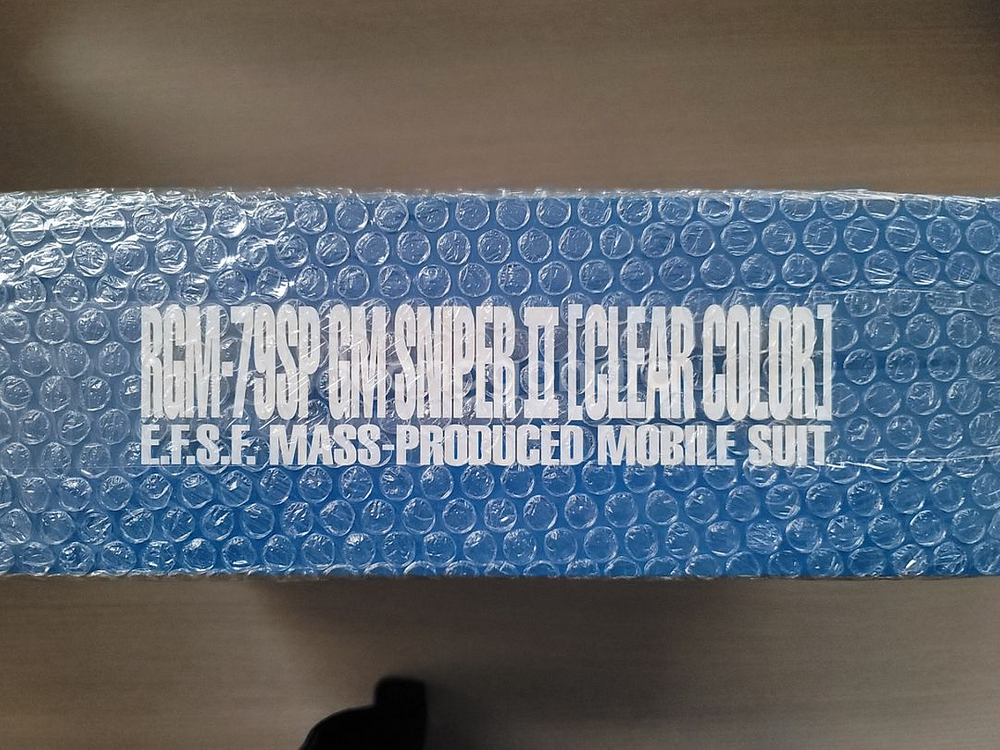 RGM-79SP GM SNIPER II [CLEAR COLOR]
E.F.S.F. MASS-PRODUCED MOBILE SUIT